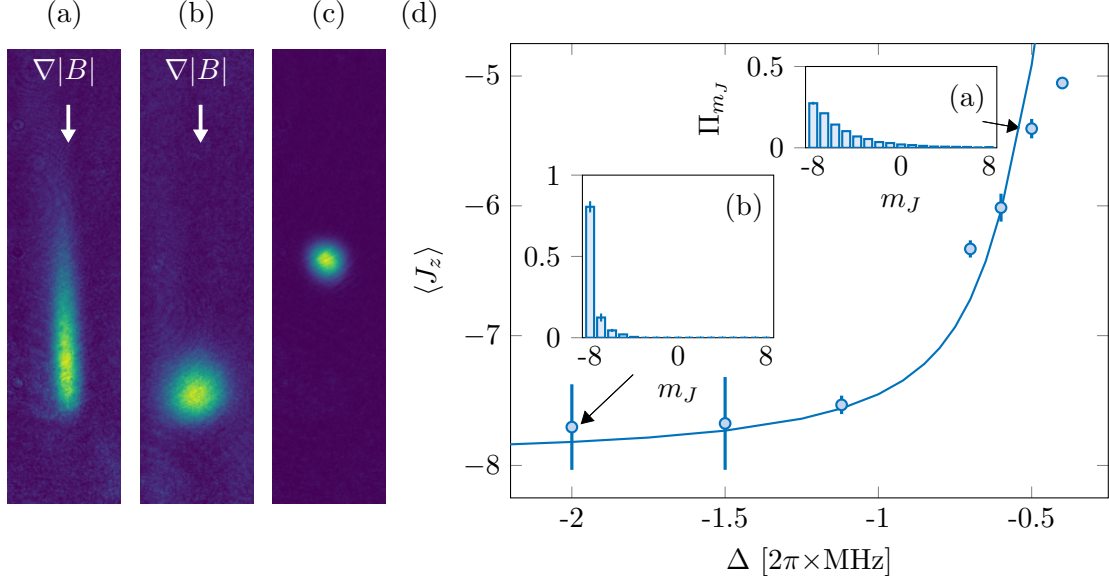 (a)
(b)
(c)
(d)
∇|B|
∇|B|
⟨J_z⟩
−5
−6
−7
−8
-2
-1.5
-1
-0.5
Δ [2π×MHz]
Π_{m_J}
0.5
0
(a)
-8
0
8
m_J
1
0.5
0
(b)
-8
0
8
m_J